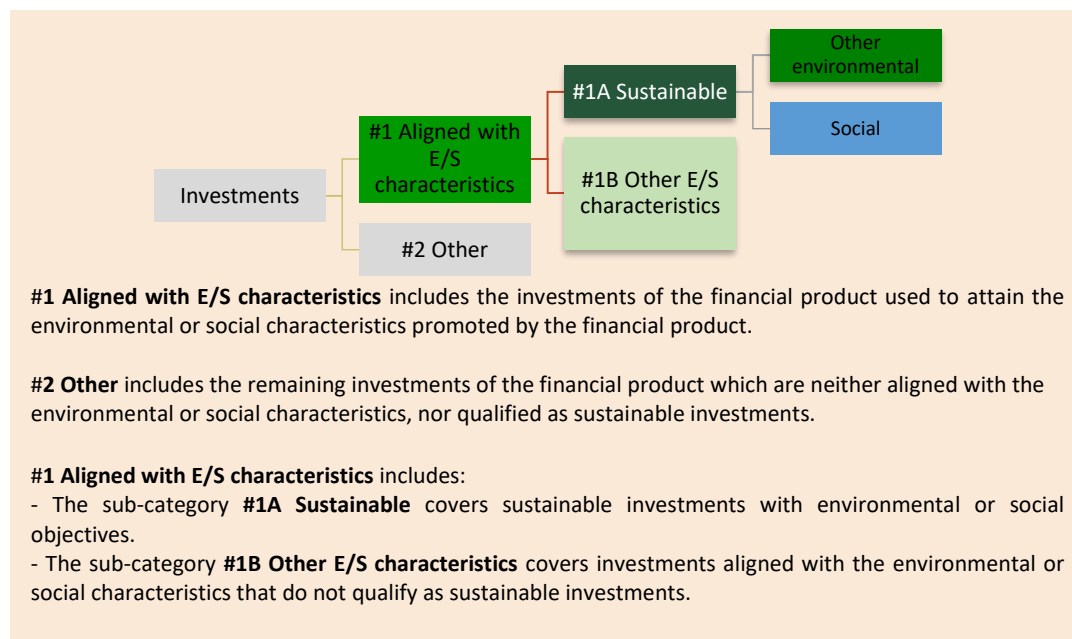 Other
environmental
#1A Sustainable
#1 Aligned with
E/S
characteristics
Social
#1B Other E/S
characteristics
Investments
#2 Other
#1 Aligned with E/S characteristics includes the investments of the financial product used to attain the
environmental or social characteristics promoted by the financial product.
#2 Other includes the remaining investments of the financial product which are neither aligned with the
environmental or social characteristics, nor qualified as sustainable investments.
#1 Aligned with E/S characteristics includes:
- The sub-category #1A Sustainable covers sustainable investments with environmental or social
objectives.
- The sub-category #1B Other E/S characteristics covers investments aligned with the environmental or
social characteristics that do not qualify as sustainable investments.